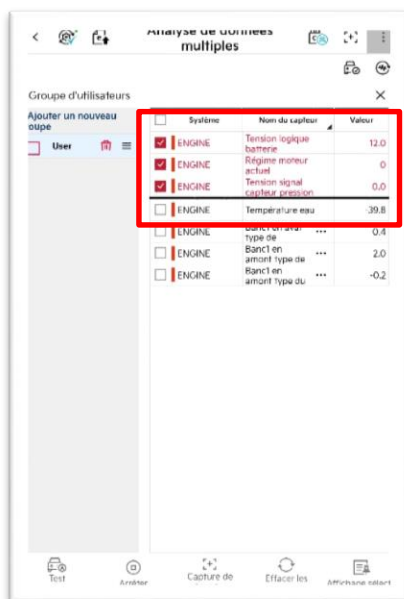 Analyse de données
multiples
Groupe d'utilisateurs
Ajouter un nouveau
oupe
User
Système Nom du capteur Valeur
ENGINE Tension logique batterie 12.0
ENGINE Régime moteur actuel 0
ENGINE Tension signal capteur pression 0.0
ENGINE Température eau -39.8
ENGINE Banc1 en aval type de ... 0.4
ENGINE Banc1 en amont type de ... 2.0
ENGINE Banc1 en amont type du ... -0.2
Test Arrêter Capture de Effacer les Affichage sélect